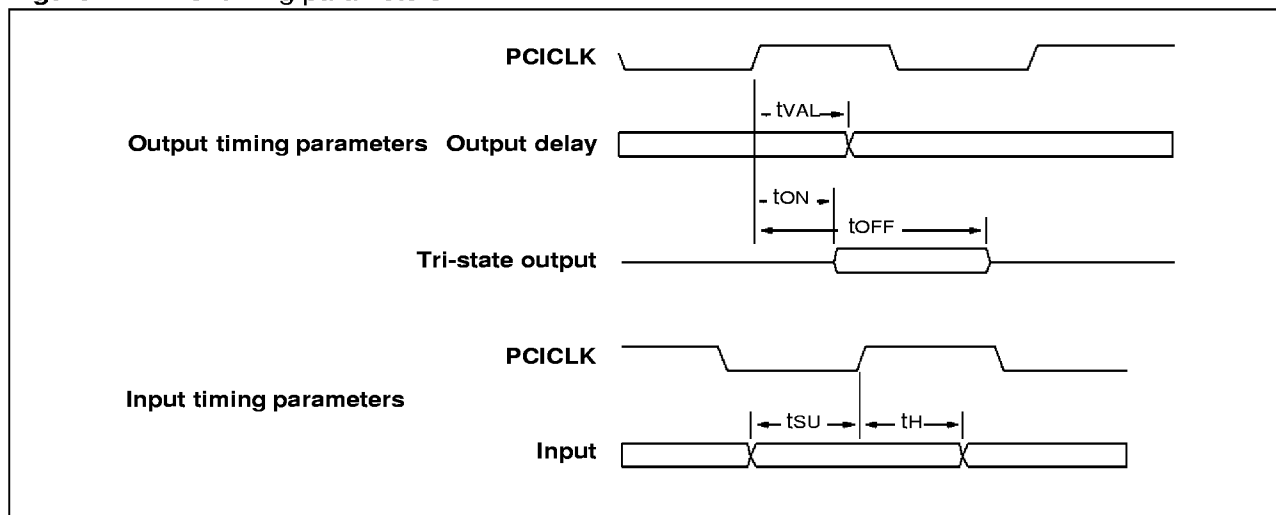 PCICLK
tVAL
Output timing parameters Output delay
tON
tOFF
Tri-state output
PCICLK
Input timing parameters
tSU tH
Input